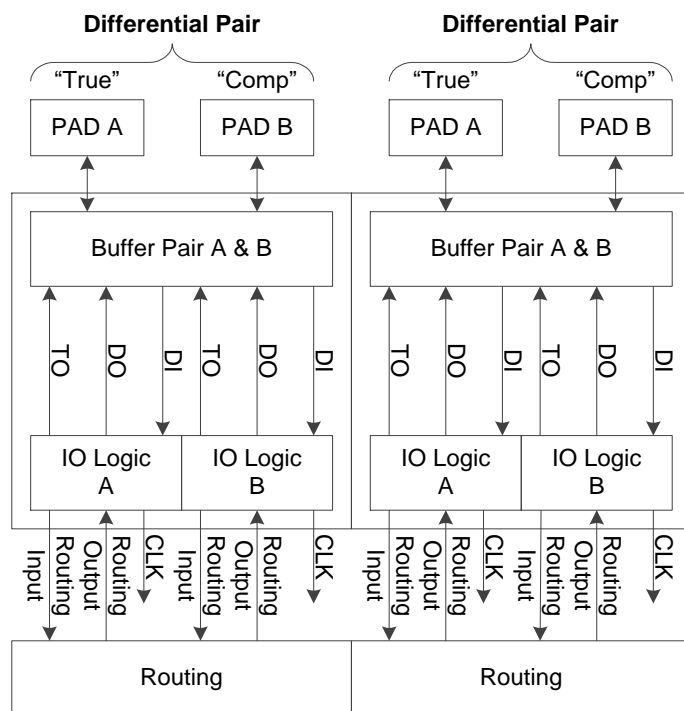 Differential Pair Differential Pair
“True” “Comp” “True” “Comp”
PAD A PAD B PAD A PAD B
Buffer Pair A & B Buffer Pair A & B
TO DO DI TO DO DI TO DO DI TO DO DI
IO Logic A IO Logic B IO Logic A IO Logic B
Routing Input
Routing Output
CLK
Routing Input
Routing Output
CLK
Routing Input
Routing Output
CLK
Routing Input
Routing Output
CLK
Routing Routing